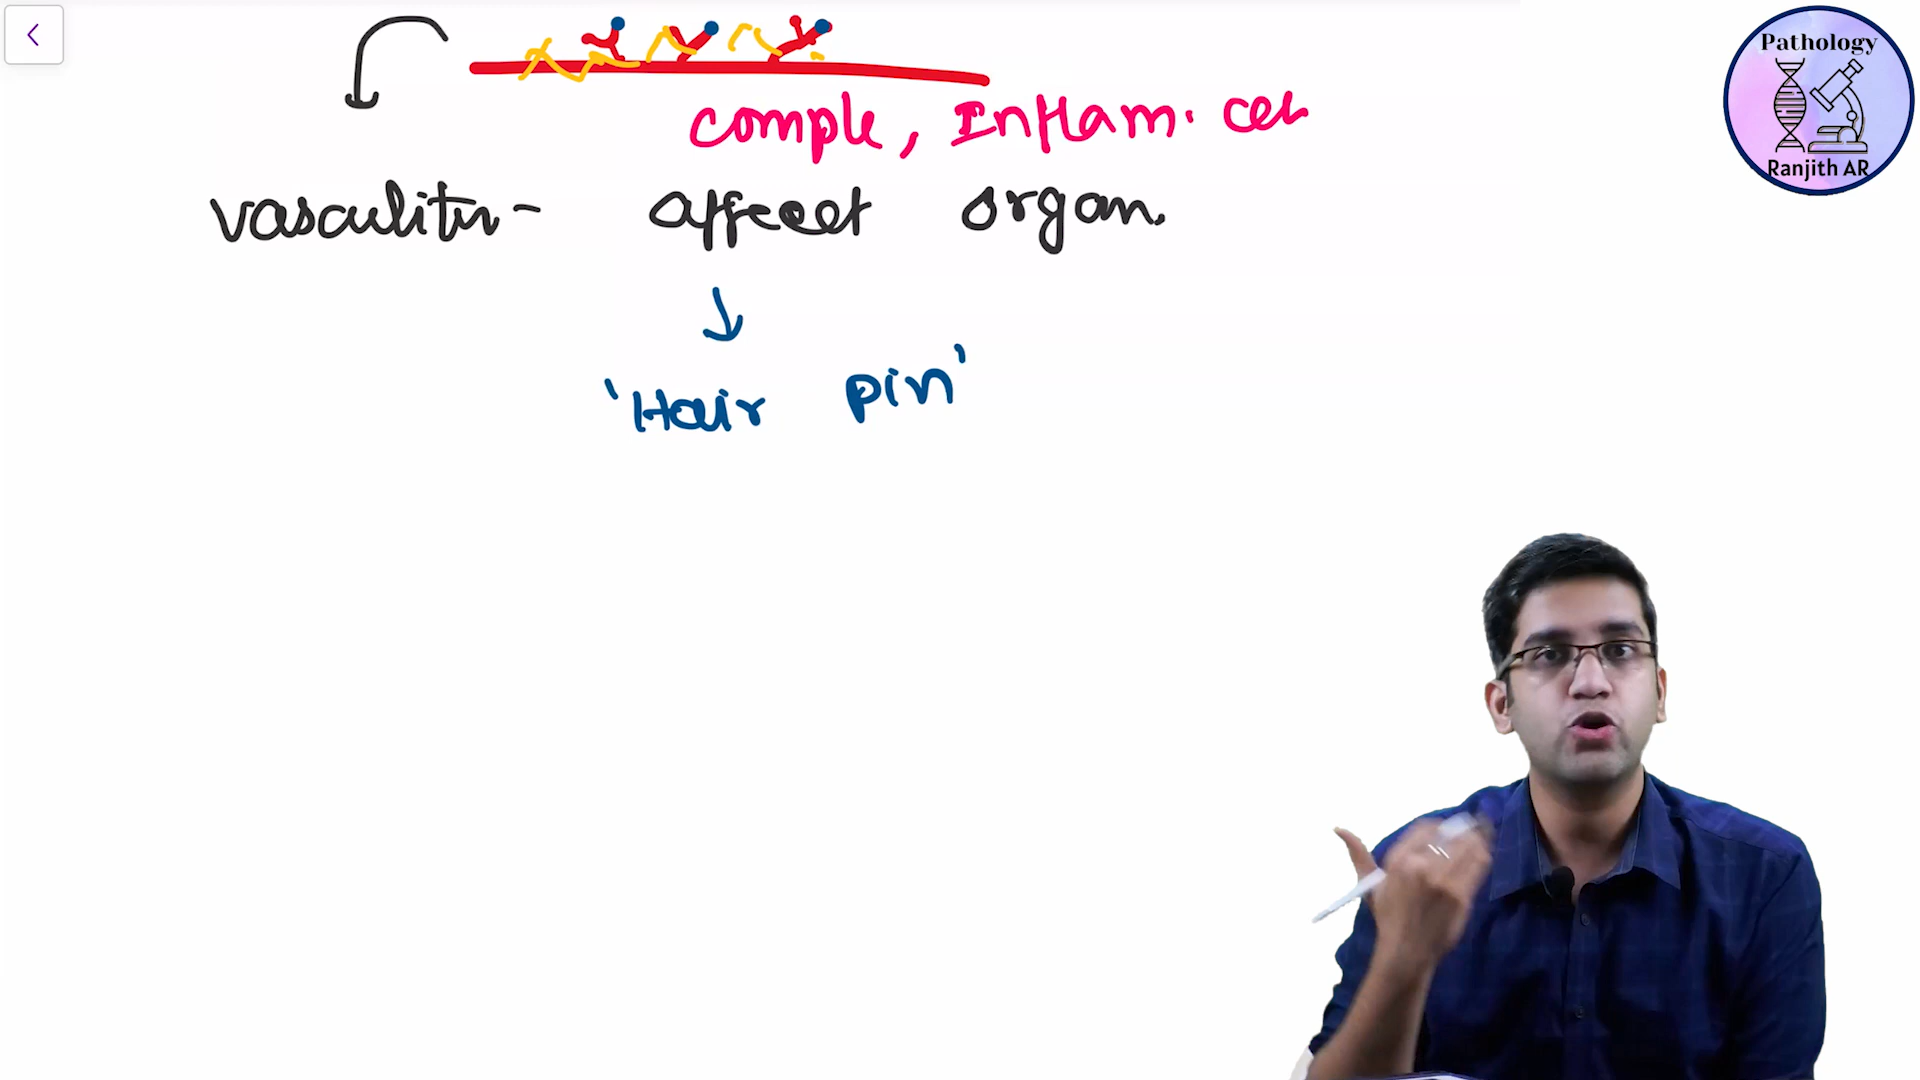 Pathology
Ranjith AR
comple, Inflam. cel
vasculitis - affect organ.
↓
'Hair pin'